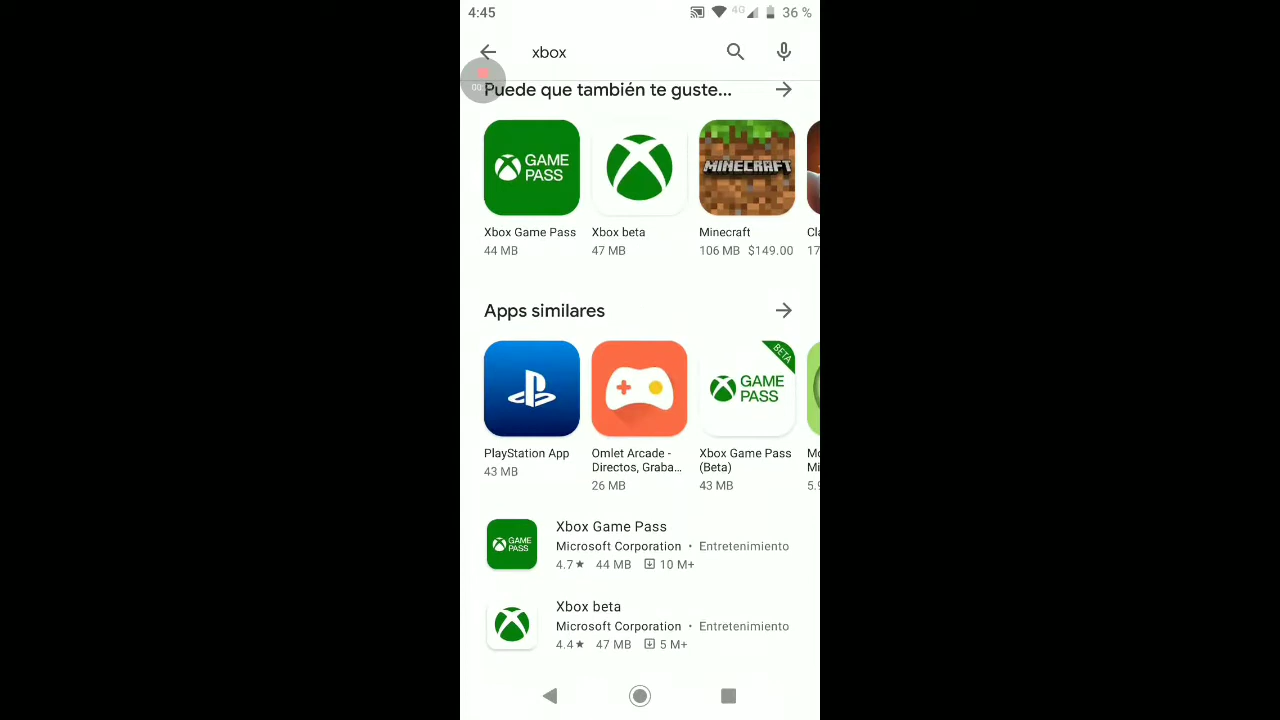 4:45
4G
36 %
xbox
00
Puede que también te guste...
GAME
PASS
MINECRAFT
Xbox Game Pass
Xbox beta
Minecraft
44 MB
47 MB
106 MB $149.00
Apps similares
BETA
GAME
PASS
PlayStation App
Omlet Arcade -
Directos, Graba...
Xbox Game Pass
(Beta)
43 MB
26 MB
43 MB
GAME
PASS
Xbox Game Pass
Microsoft Corporation • Entretenimiento
4.7★ 44 MB 10 M+
Xbox beta
Microsoft Corporation • Entretenimiento
4.4★ 47 MB 5 M+